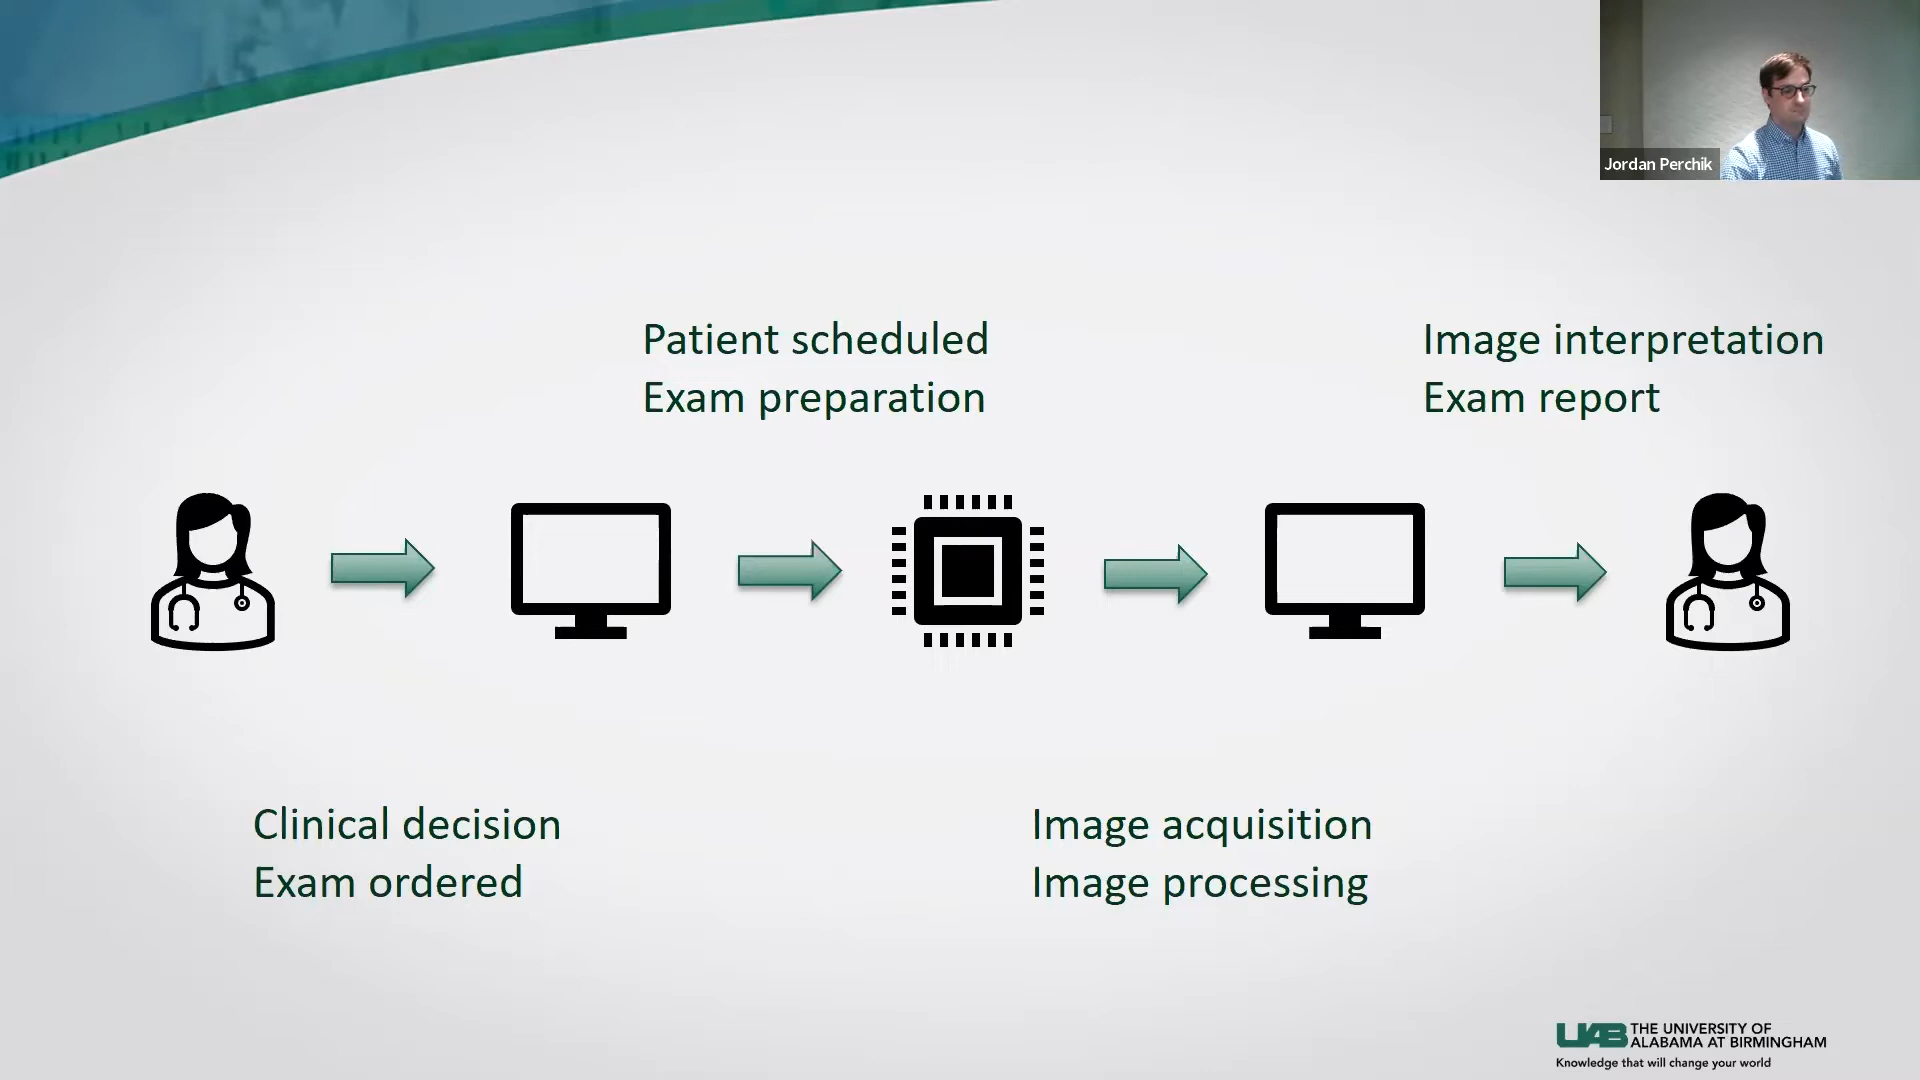 Jordan Perchik
Patient scheduled
Exam preparation
Image interpretation
Exam report
Clinical decision
Exam ordered
Image acquisition
Image processing
UAB THE UNIVERSITY OF
ALABAMA AT BIRMINGHAM
Knowledge that will change your world